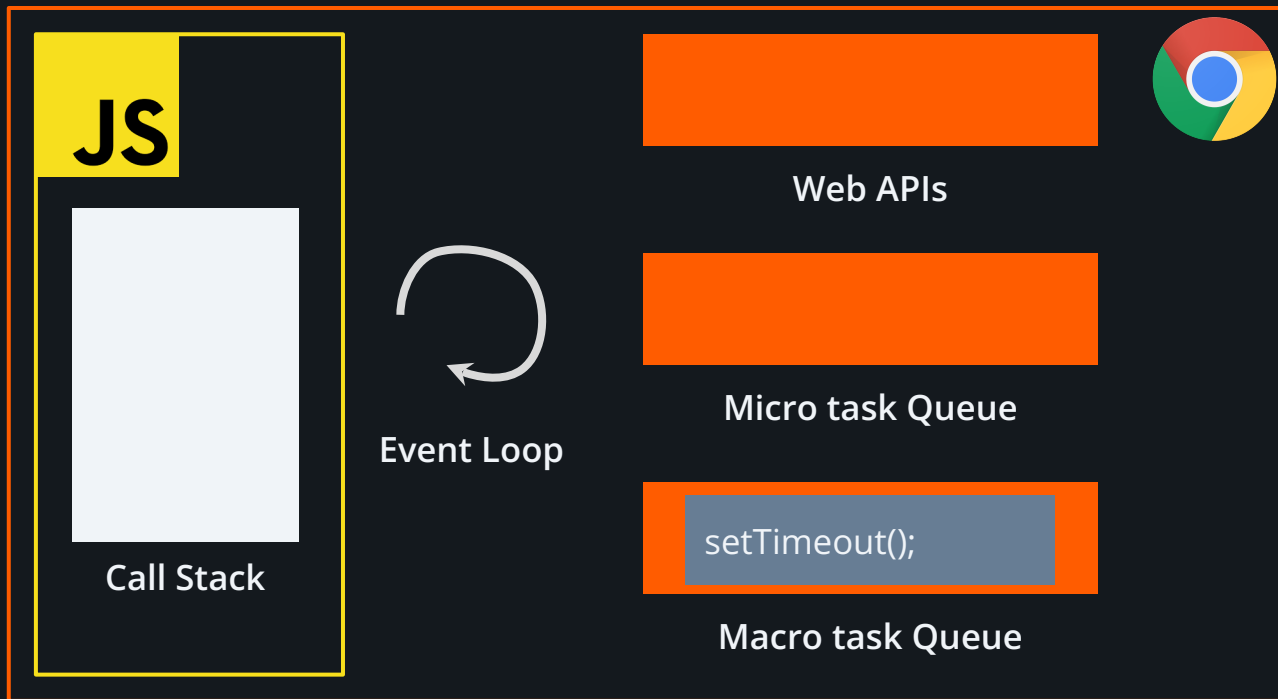 JS
Call Stack
Event Loop
Web APIs
Micro task Queue
setTimeout();
Macro task Queue